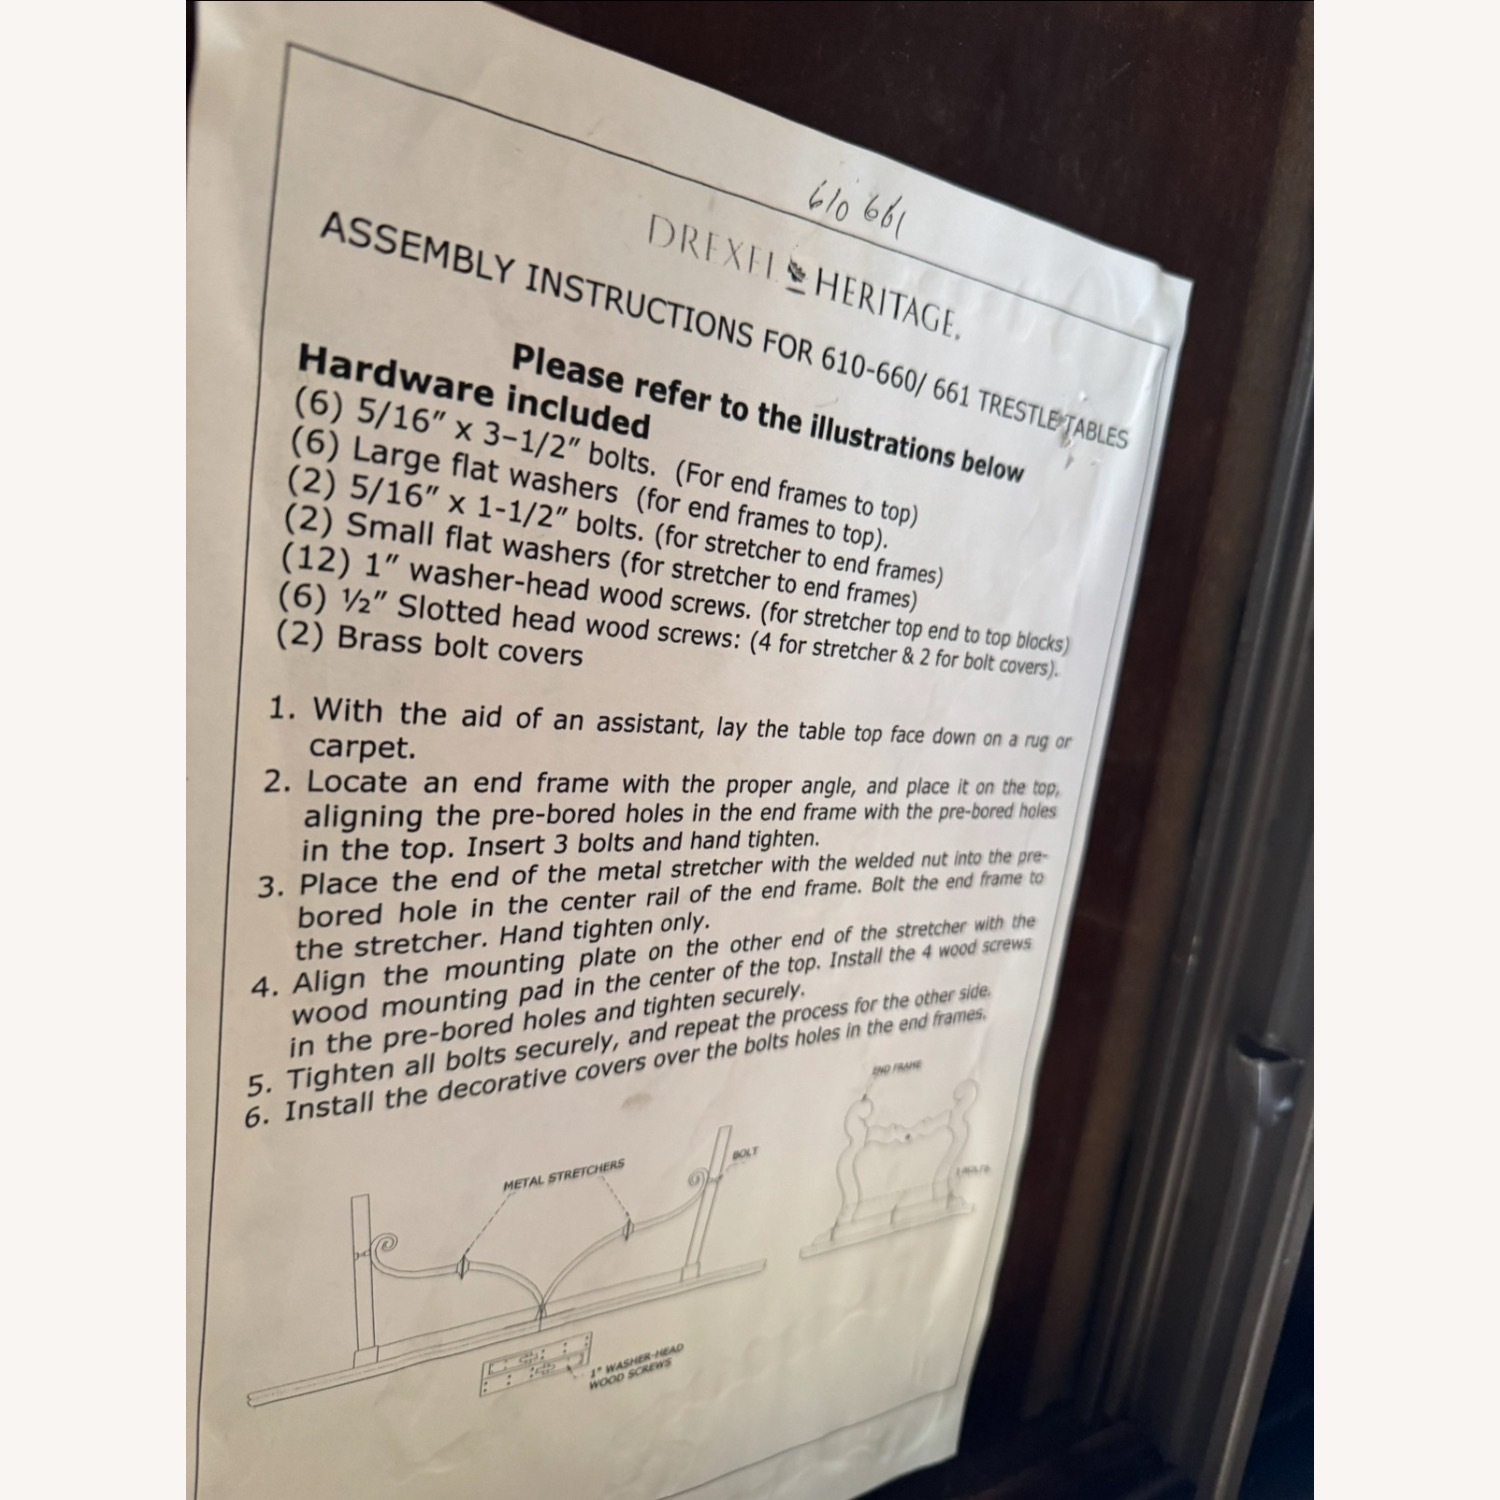 610 661
DREXEL HERITAGE.
ASSEMBLY INSTRUCTIONS FOR 610-660/ 661 TRESTLE TABLES
Please refer to the illustrations below
Hardware included
(6) 5/16" x 3-1/2" bolts. (For end frames to top)
(6) Large flat washers (for end frames to top).
(2) 5/16" x 1-1/2" bolts. (for stretcher to end frames)
(2) Small flat washers (for stretcher to end frames)
(12) 1" washer-head wood screws. (for stretcher top end to top blocks)
(6) ½" Slotted head wood screws: (4 for stretcher & 2 for bolt covers).
(2) Brass bolt covers
1. With the aid of an assistant, lay the table top face down on a rug or
carpet.
2. Locate an end frame with the proper angle, and place it on the top,
aligning the pre-bored holes in the end frame with the pre-bored holes
in the top. Insert 3 bolts and hand tighten.
3. Place the end of the metal stretcher with the welded nut into the pre-
bored hole in the center rail of the end frame. Bolt the end frame to
the stretcher. Hand tighten only.
4. Align the mounting plate on the other end of the stretcher with the
wood mounting pad in the center of the top. Install the 4 wood screws
in the pre-bored holes and tighten securely.
5. Tighten all bolts securely, and repeat the process for the other side.
6. Install the decorative covers over the bolts holes in the end frames.
END FRAME
METAL STRETCHERS
BOLT
3 BOLTS
1" WASHER-HEAD
WOOD SCREWS